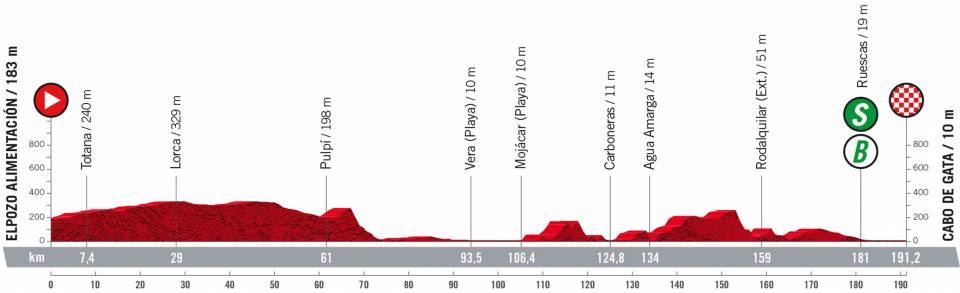 ELPOZO ALIMENTACIÓN / 183 m
800
600
400
200
0
Totana / 240 m
Lorca / 329 m
Pulpí / 198 m
Vera (Playa) / 10 m
Mojácar (Playa) / 10 m
Carboneras / 11 m
Agua Amarga / 14 m
Rodalquilar (Ext.) / 51 m
Ruescas / 19 m
S
B
800
600
400
200
0
CABO DE GATA / 10 m
km 7,4 29 61 93,5 106,4 124,8 134 159 181 191,2
0 10 20 30 40 50 60 70 80 90 100 110 120 130 140 150 160 170 180 190